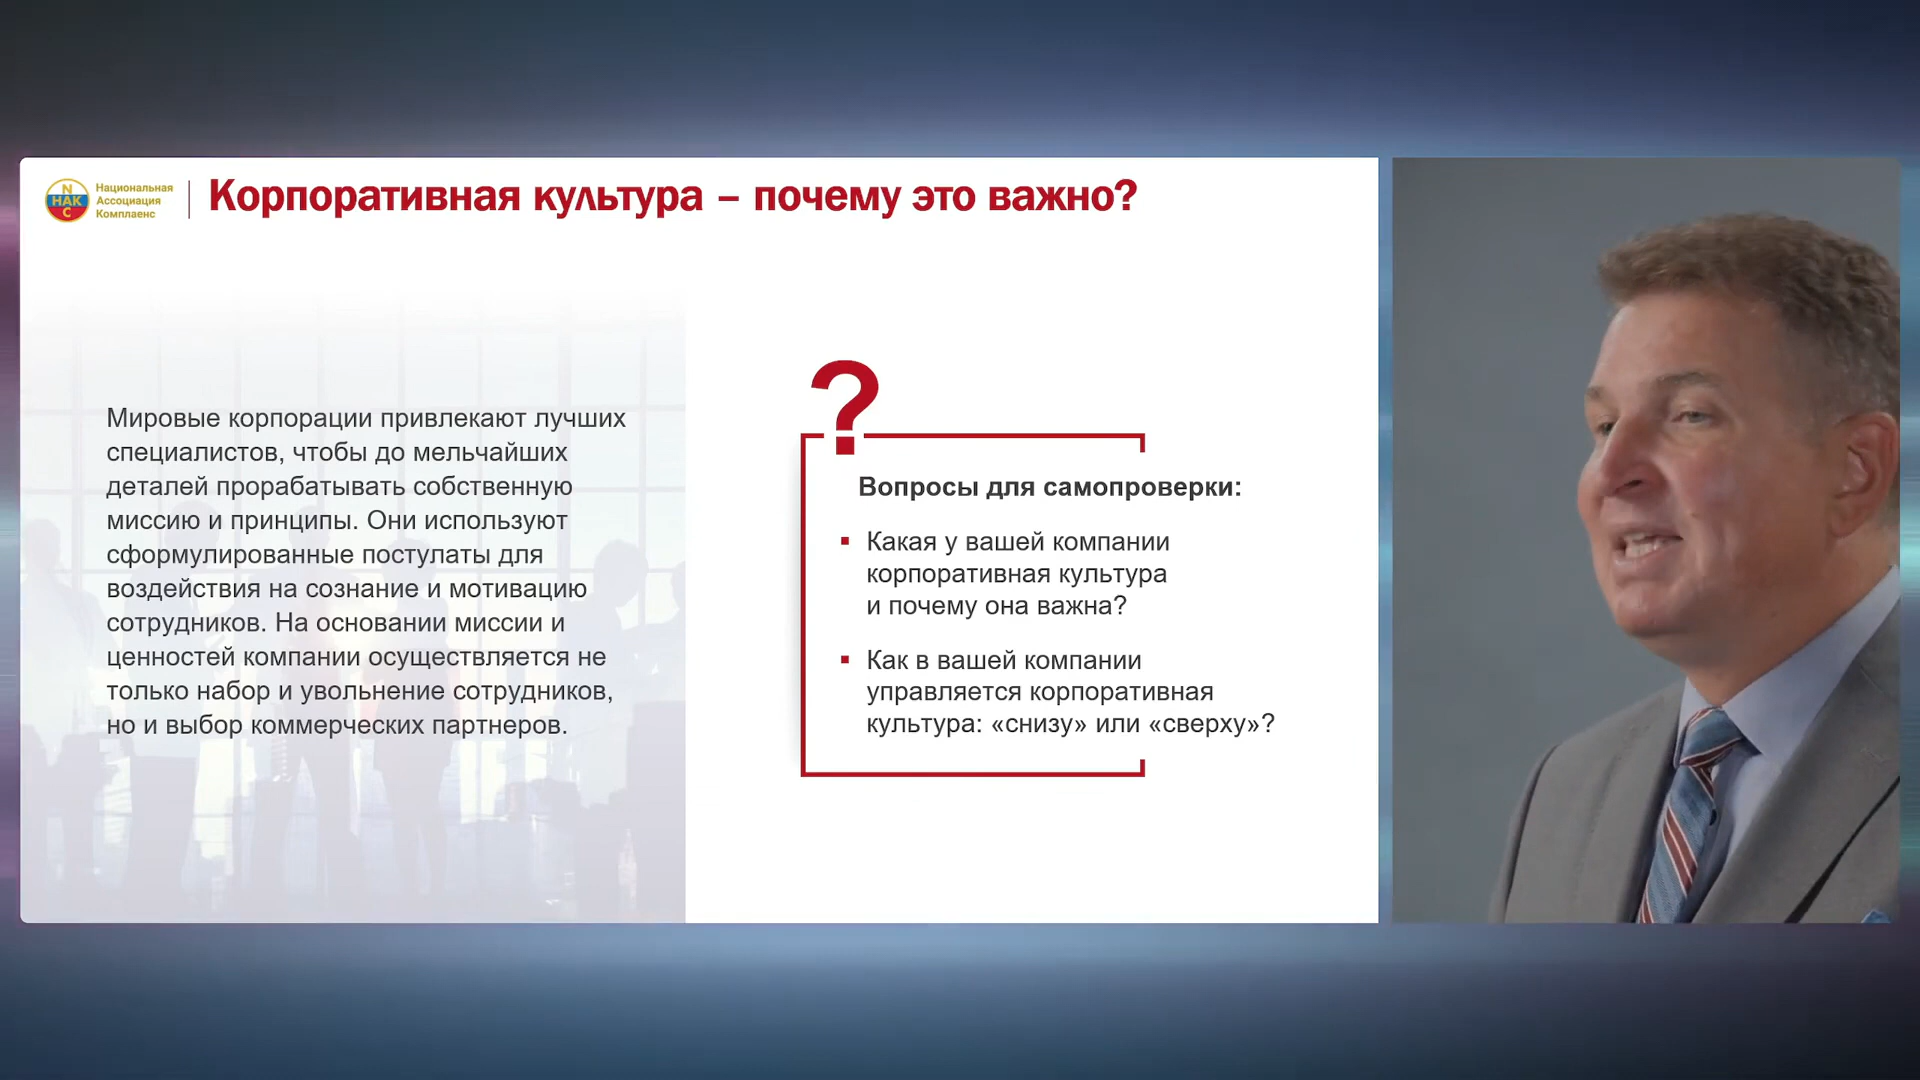 N
НАК
C
Национальная
Ассоциация
Комплаенс
Корпоративная культура – почему это важно?
Мировые корпорации привлекают лучших
специалистов, чтобы до мельчайших
деталей прорабатывать собственную
миссию и принципы. Они используют
сформулированные постулаты для
воздействия на сознание и мотивацию
сотрудников. На основании миссии и
ценностей компании осуществляется не
только набор и увольнение сотрудников,
но и выбор коммерческих партнеров.
?
Вопросы для самопроверки:
▪ Какая у вашей компании
корпоративная культура
и почему она важна?
▪ Как в вашей компании
управляется корпоративная
культура: «снизу» или «сверху»?